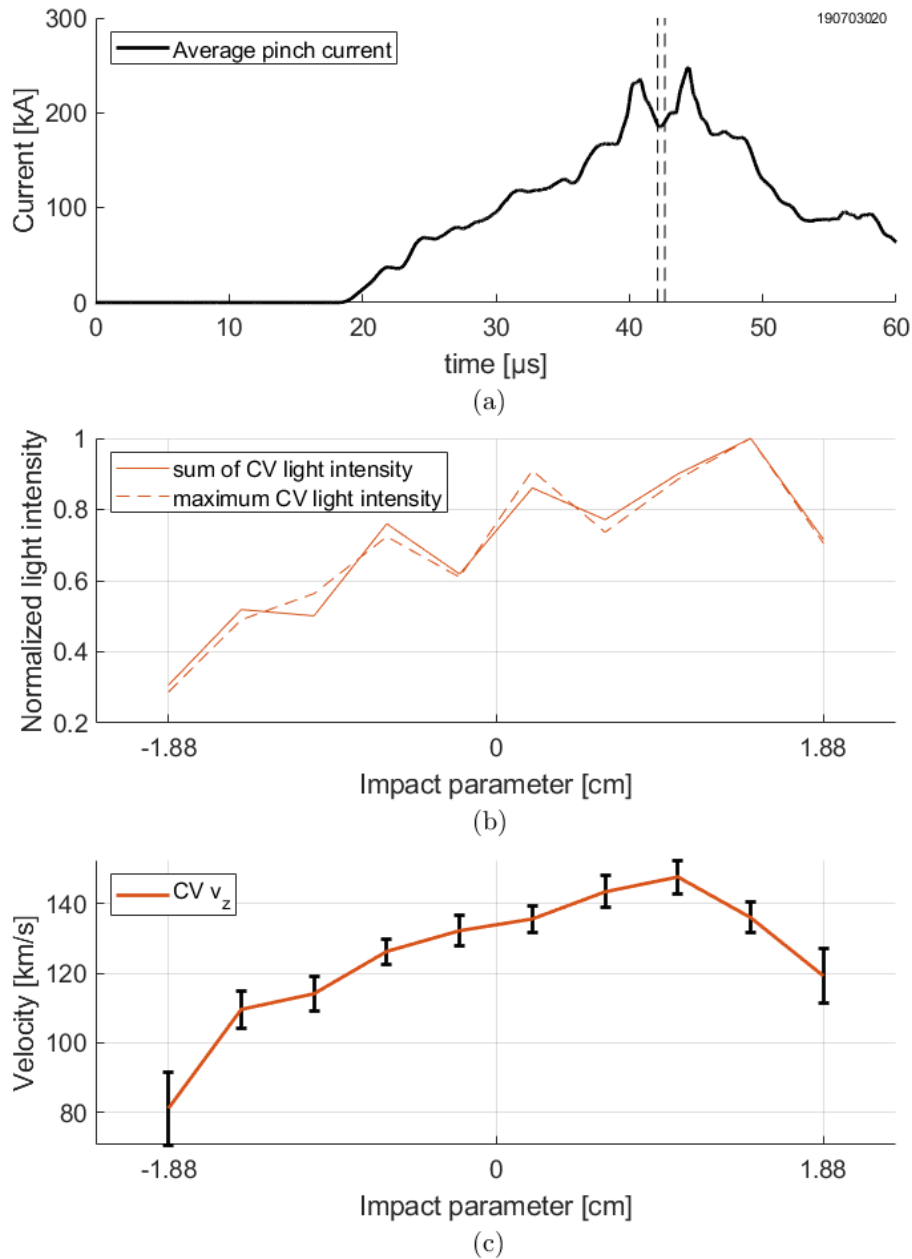 190703020
Average pinch current
300
200
100
0
Current [kA]
0 10 20 30 40 50 60
time [μs]
(a)
sum of CV light intensity
maximum CV light intensity
1
0.8
0.6
0.4
0.2
Normalized light intensity
-1.88 0 1.88
Impact parameter [cm]
(b)
CV v_z
140
120
100
80
Velocity [km/s]
-1.88 0 1.88
Impact parameter [cm]
(c)